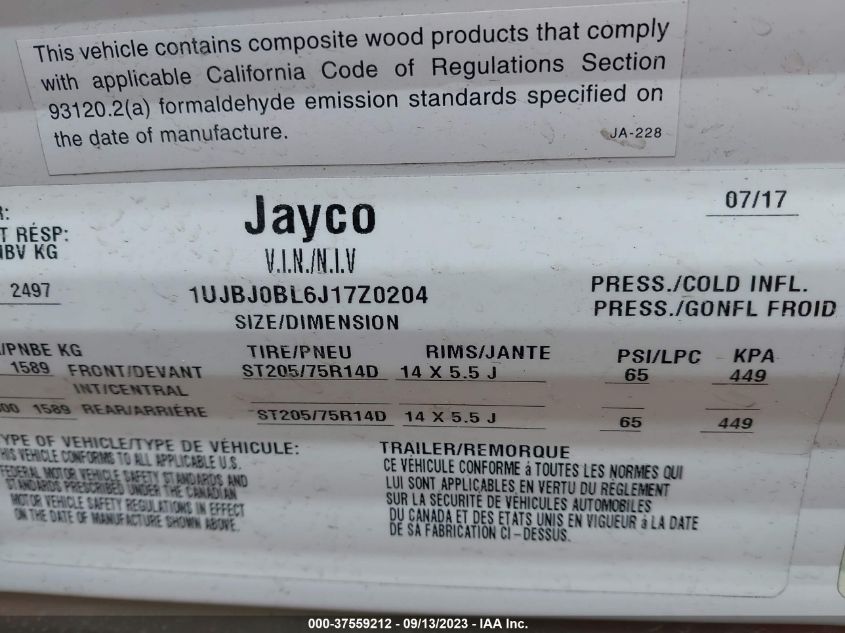 This vehicle contains composite wood products that comply
with applicable California Code of Regulations Section
93120.2(a) formaldehyde emission standards specified on
the date of manufacture.
JA-228
Jayco
07/17
T RÉSP:
V.I.N./N.I.V
2497
1UJBJ0BL6J17Z0204
PRESS./COLD INFL.
SIZE/DIMENSION
PRESS./GONFL FROID
/PNBE KG TIRE/PNEU RIMS/JANTE PSI/LPC KPA
1589 FRONT/DEVANT ST205/75R14D 14 X 5.5 J 65 449
INT/CENTRAL
1589 REAR/ARRIÈRE ST205/75R14D 14 X 5.5 J 65 449
YPE OF VEHICLE/TYPE DE VÉHICULE: TRAILER/REMORQUE
HIS VEHICLE CONFORMS TO ALL APPLICABLE U.S.
FEDERAL MOTOR VEHICLE SAFETY STANDARDS AND
STANDARDS PRESCRIBED UNDER THE CANADIAN
MOTOR VEHICLE SAFETY REGULATIONS IN EFFECT
ON THE DATE OF MANUFACTURE SHOWN ABOVE.
CE VÉHICULE CONFORME à TOUTES LES NORMES QUI
LUI SONT APPLICABLES EN VERTU DU RÈGLEMENT
SUR LA SÉCURITÉ DE VÉHICULES AUTOMOBILES
DU CANADA ET DES ETATS UNIS EN VIGUEUR à LA DATE
DE SA FABRICATION CI-DESSUS.
000-37559212 - 09/13/2023 - IAA Inc.